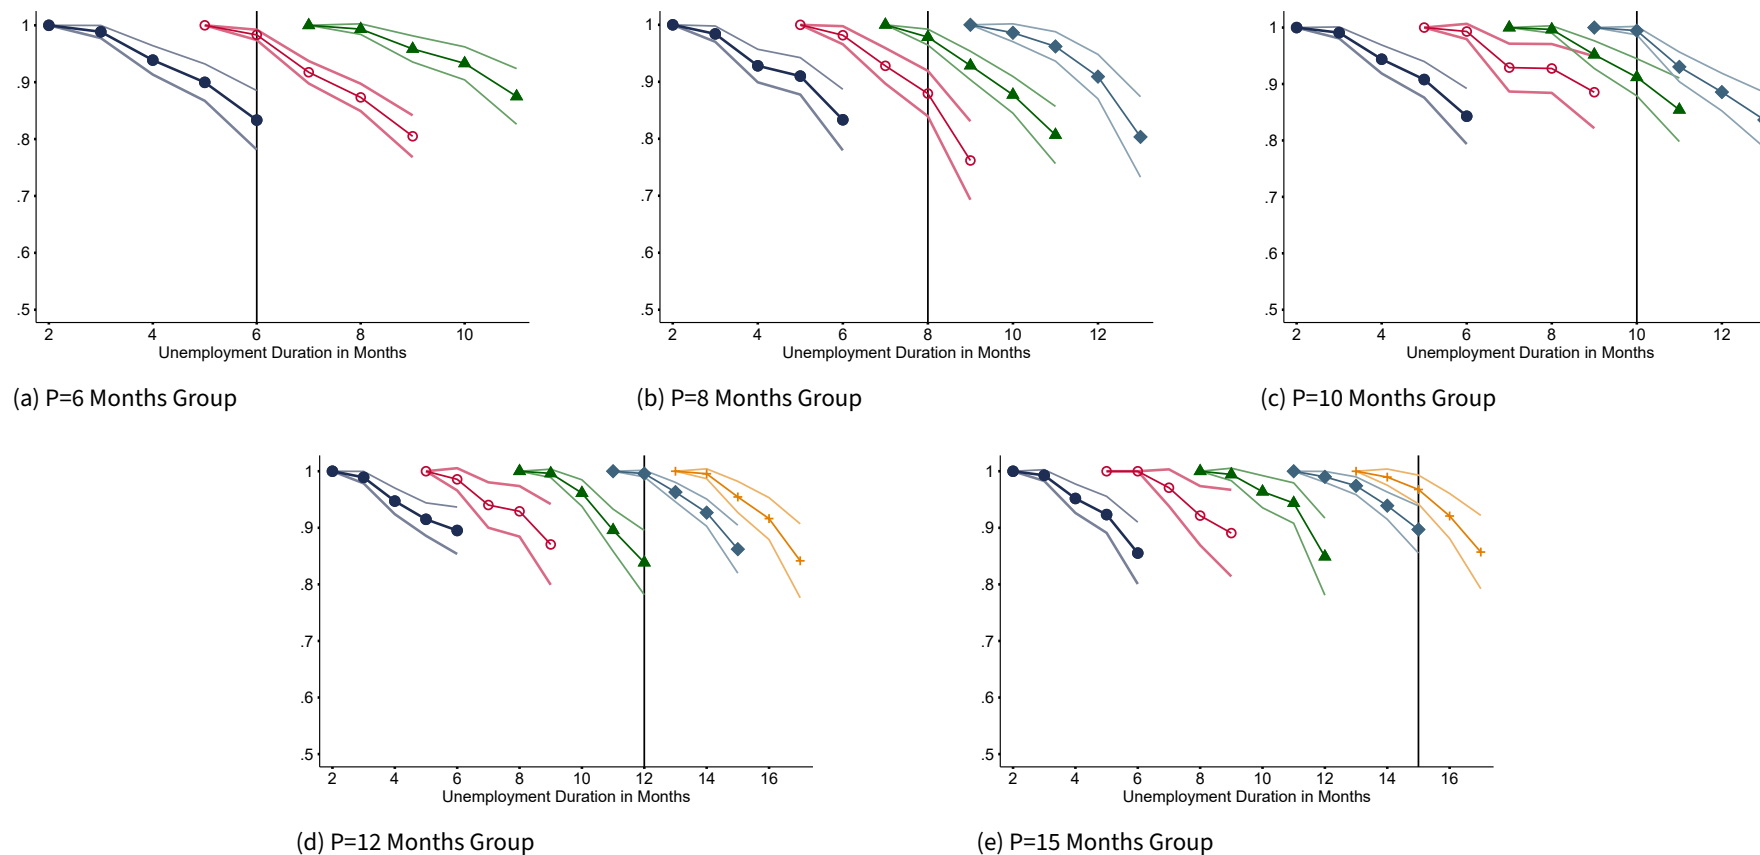 1
.9
.8
.7
.6
.5
2 4 6 8 10
Unemployment Duration in Months
(a) P=6 Months Group
1
.9
.8
.7
.6
.5
2 4 6 8 10 12
Unemployment Duration in Months
(b) P=8 Months Group
1
.9
.8
.7
.6
.5
2 4 6 8 10 12
Unemployment Duration in Months
(c) P=10 Months Group
1
.9
.8
.7
.6
.5
2 4 6 8 10 12 14 16
Unemployment Duration in Months
(d) P=12 Months Group
1
.9
.8
.7
.6
.5
2 4 6 8 10 12 14 16
Unemployment Duration in Months
(e) P=15 Months Group